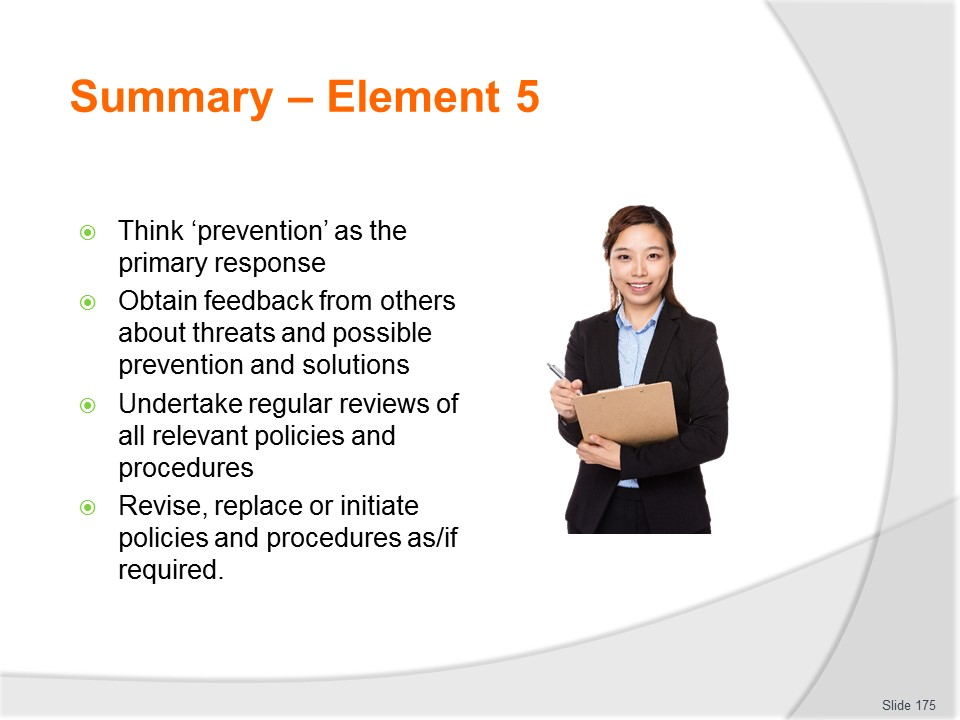 Summary – Element 5
Think ‘prevention’ as the
primary response
Obtain feedback from others
about threats and possible
prevention and solutions
Undertake regular reviews of
all relevant policies and
procedures
Revise, replace or initiate
policies and procedures as/if
required.
Slide 175